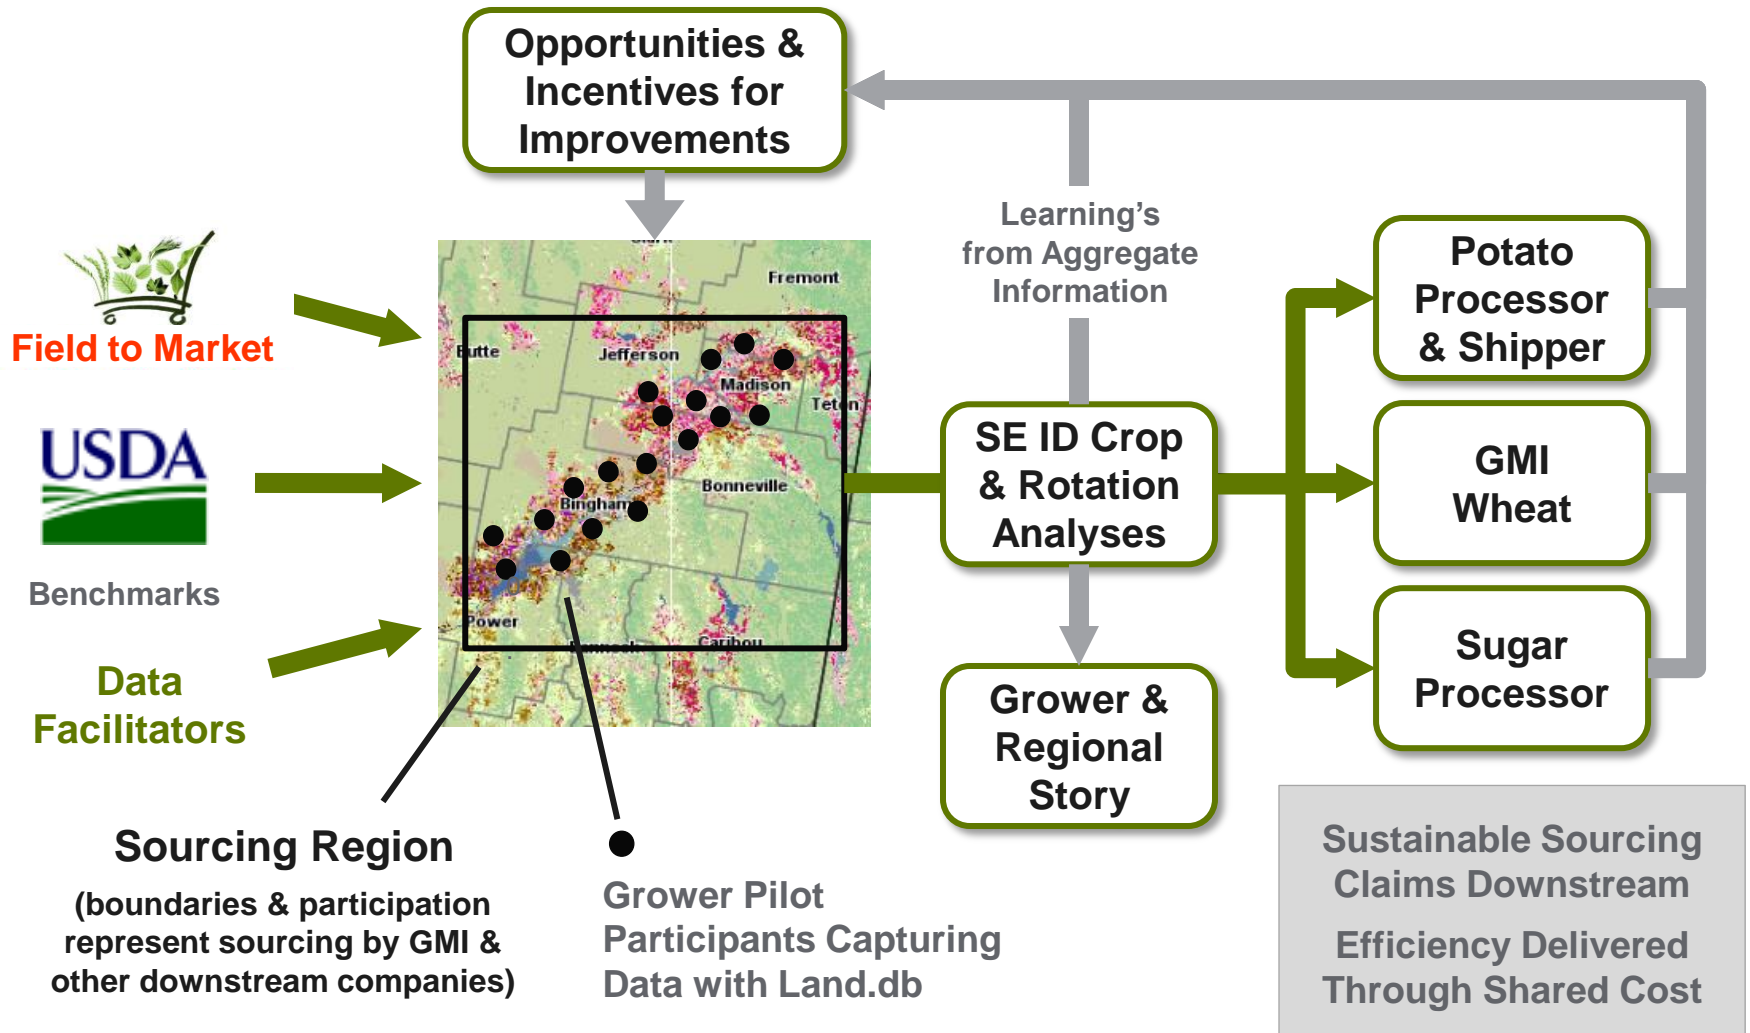 Opportunities &
Incentives for
Improvements
Learning's
from Aggregate
Information
Field to Market
USDA
Benchmarks
Data
Facilitators
Fremont
Butte
Jefferson
Madison
Teton
Bonneville
Bingham
Power
Caribou
SE ID Crop
& Rotation
Analyses
Grower &
Regional
Story
Potato
Processor
& Shipper
GMI
Wheat
Sugar
Processor
Sourcing Region
(boundaries & participation
represent sourcing by GMI &
other downstream companies)
Grower Pilot
Participants Capturing
Data with Land.db
Sustainable Sourcing
Claims Downstream
Efficiency Delivered
Through Shared Cost